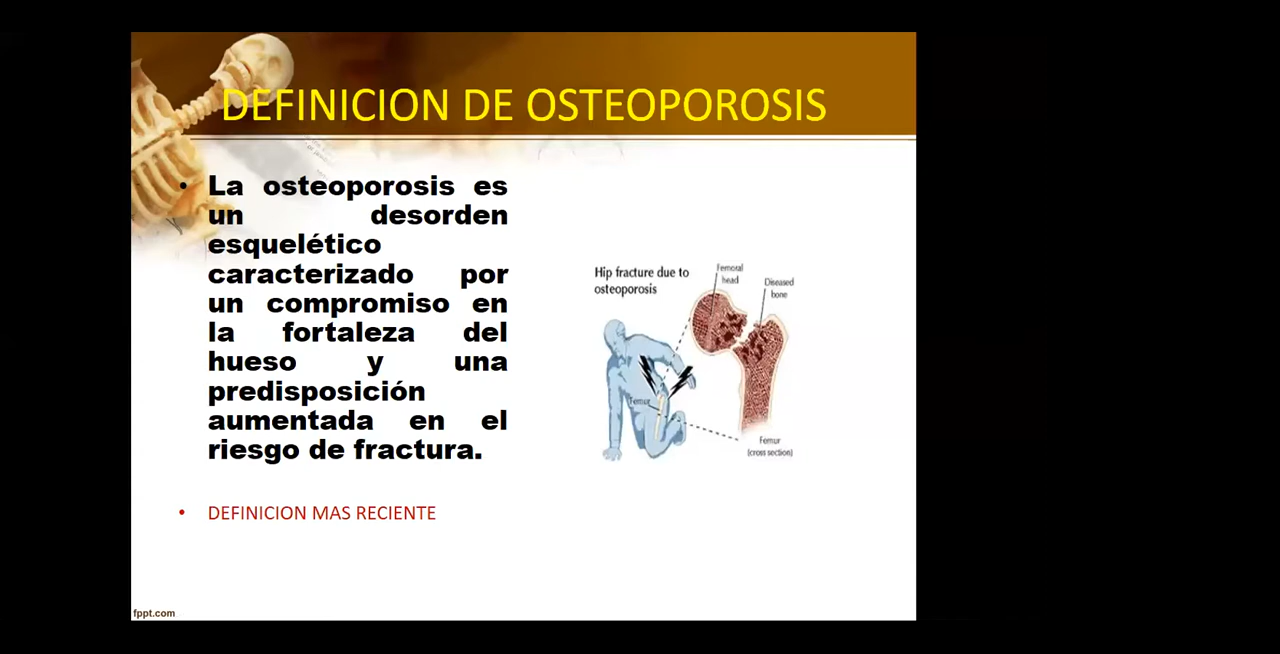 DEFINICION DE OSTEOPOROSIS
• La osteoporosis es
un desorden
esquelético
caracterizado por
un compromiso en
la fortaleza del
hueso y una
predisposición
aumentada en el
riesgo de fractura.
• DEFINICION MAS RECIENTE
Hip fracture due to
osteoporosis
Femoral
head
Diseased
bone
Femur
Femur
(cross section)
fppt.com